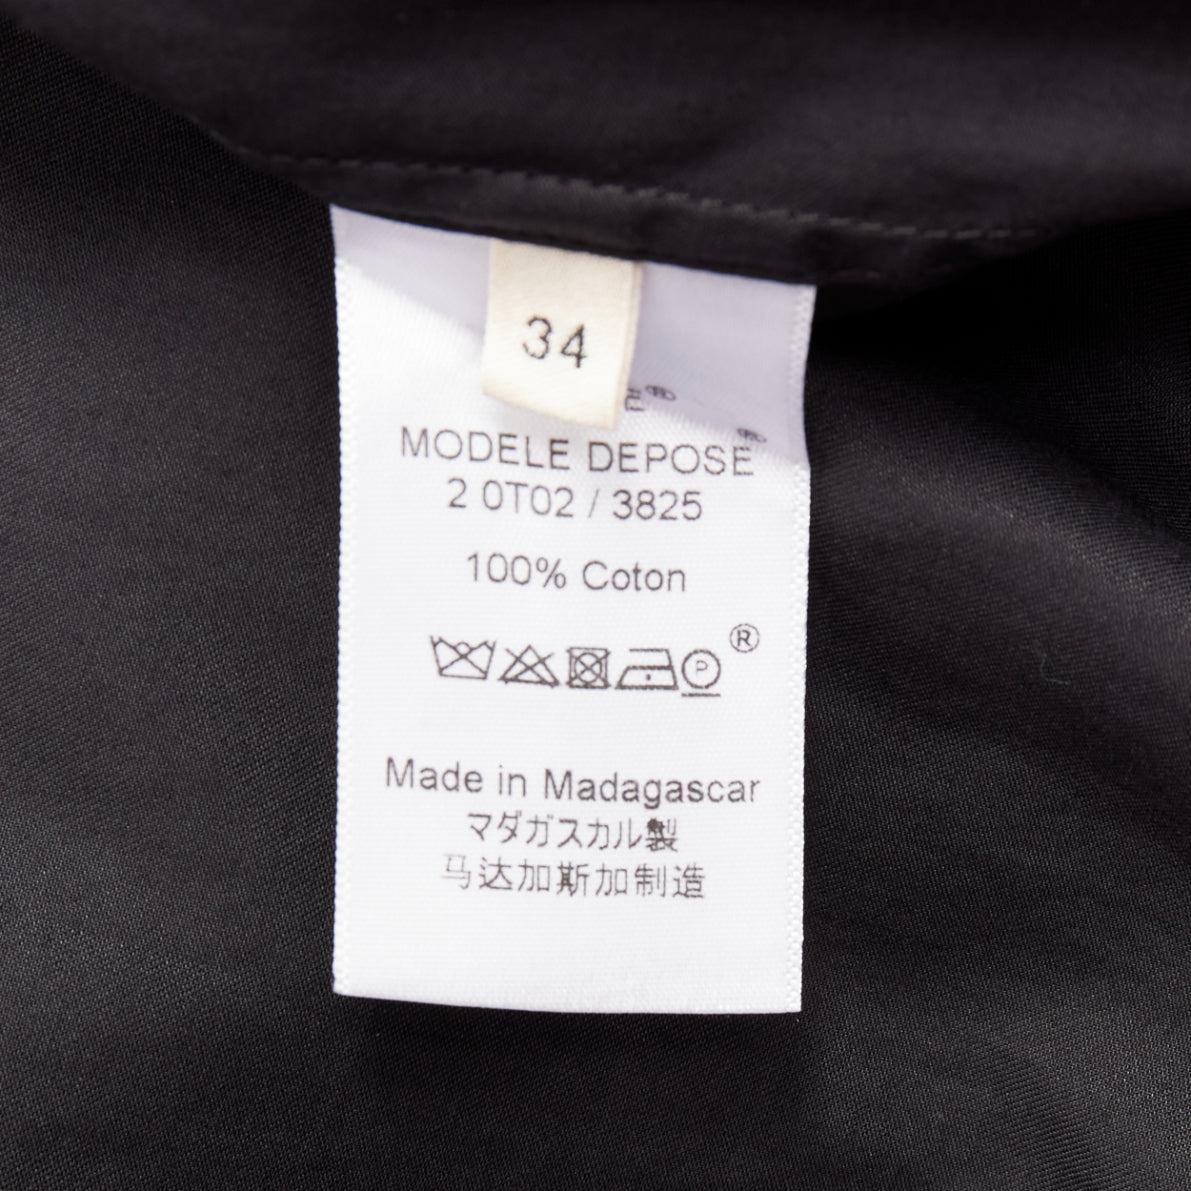 34
MODELE DEPOSE
2 0T02 / 3825
100% Coton
P ®
Made in Madagascar
マダガスカル製
马达加斯加制造